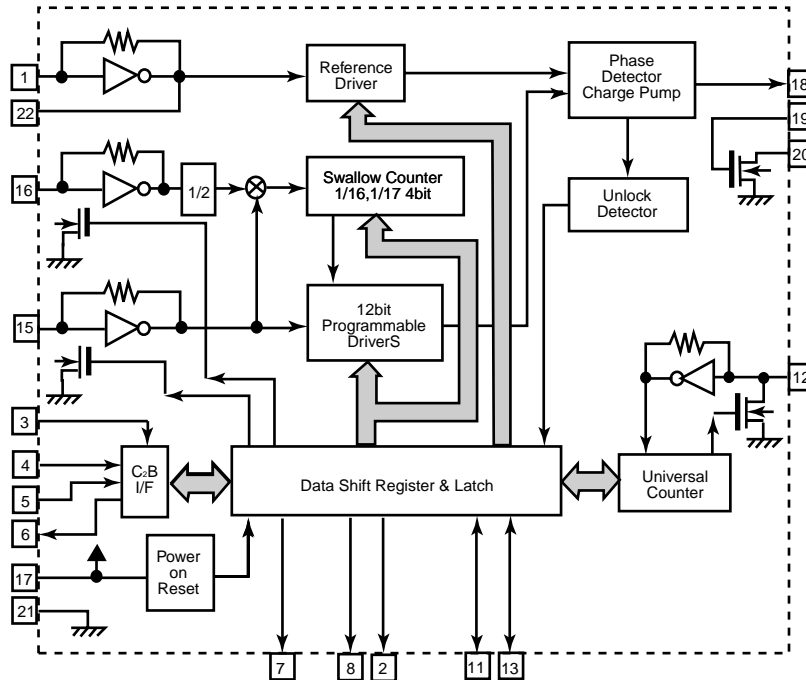 1
Reference
Driver
Phase
Detector
Charge Pump
18
22
19
20
16
1/2
Swallow Counter
1/16,1/17 4bit
Unlock
Detector
15
12bit
Programmable
DriverS
12
3
4
5
6
C2B
I/F
Data Shift Register & Latch
Universal
Counter
17
Power
on
Reset
21
7
8
2
11
13